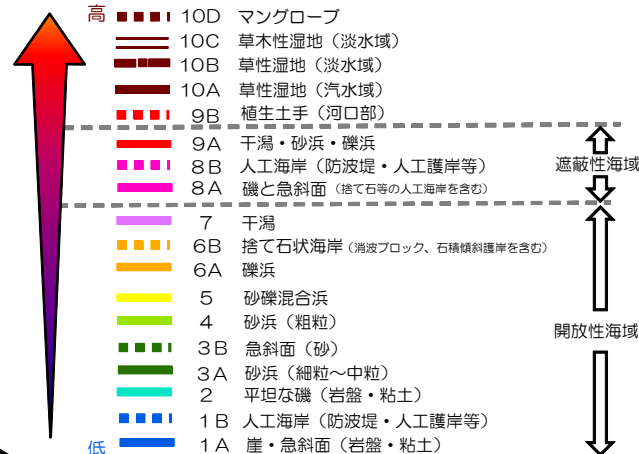 高
10D マングローブ
10C 草木性湿地（淡水域）
10B 草性湿地（淡水域）
10A 草性湿地（汽水域）
9B 植生土手（河口部）
9A 干潟・砂浜・礫浜
8B 人工海岸（防波堤・人工護岸等）
遮蔽性海域
8A 磯と急斜面（捨て石等の人工海岸を含む）
7 干潟
6B 捨て石状海岸（消波ブロック、石積傾斜護岸を含む）
6A 礫浜
5 砂礫混合浜
4 砂浜（粗粒）
開放性海域
3B 急斜面（砂）
3A 砂浜（細粒～中粒）
2 平坦な磯（岩盤・粘土）
1B 人工海岸（防波堤・人工護岸等）
1A 崖・急斜面（岩盤・粘土）
低